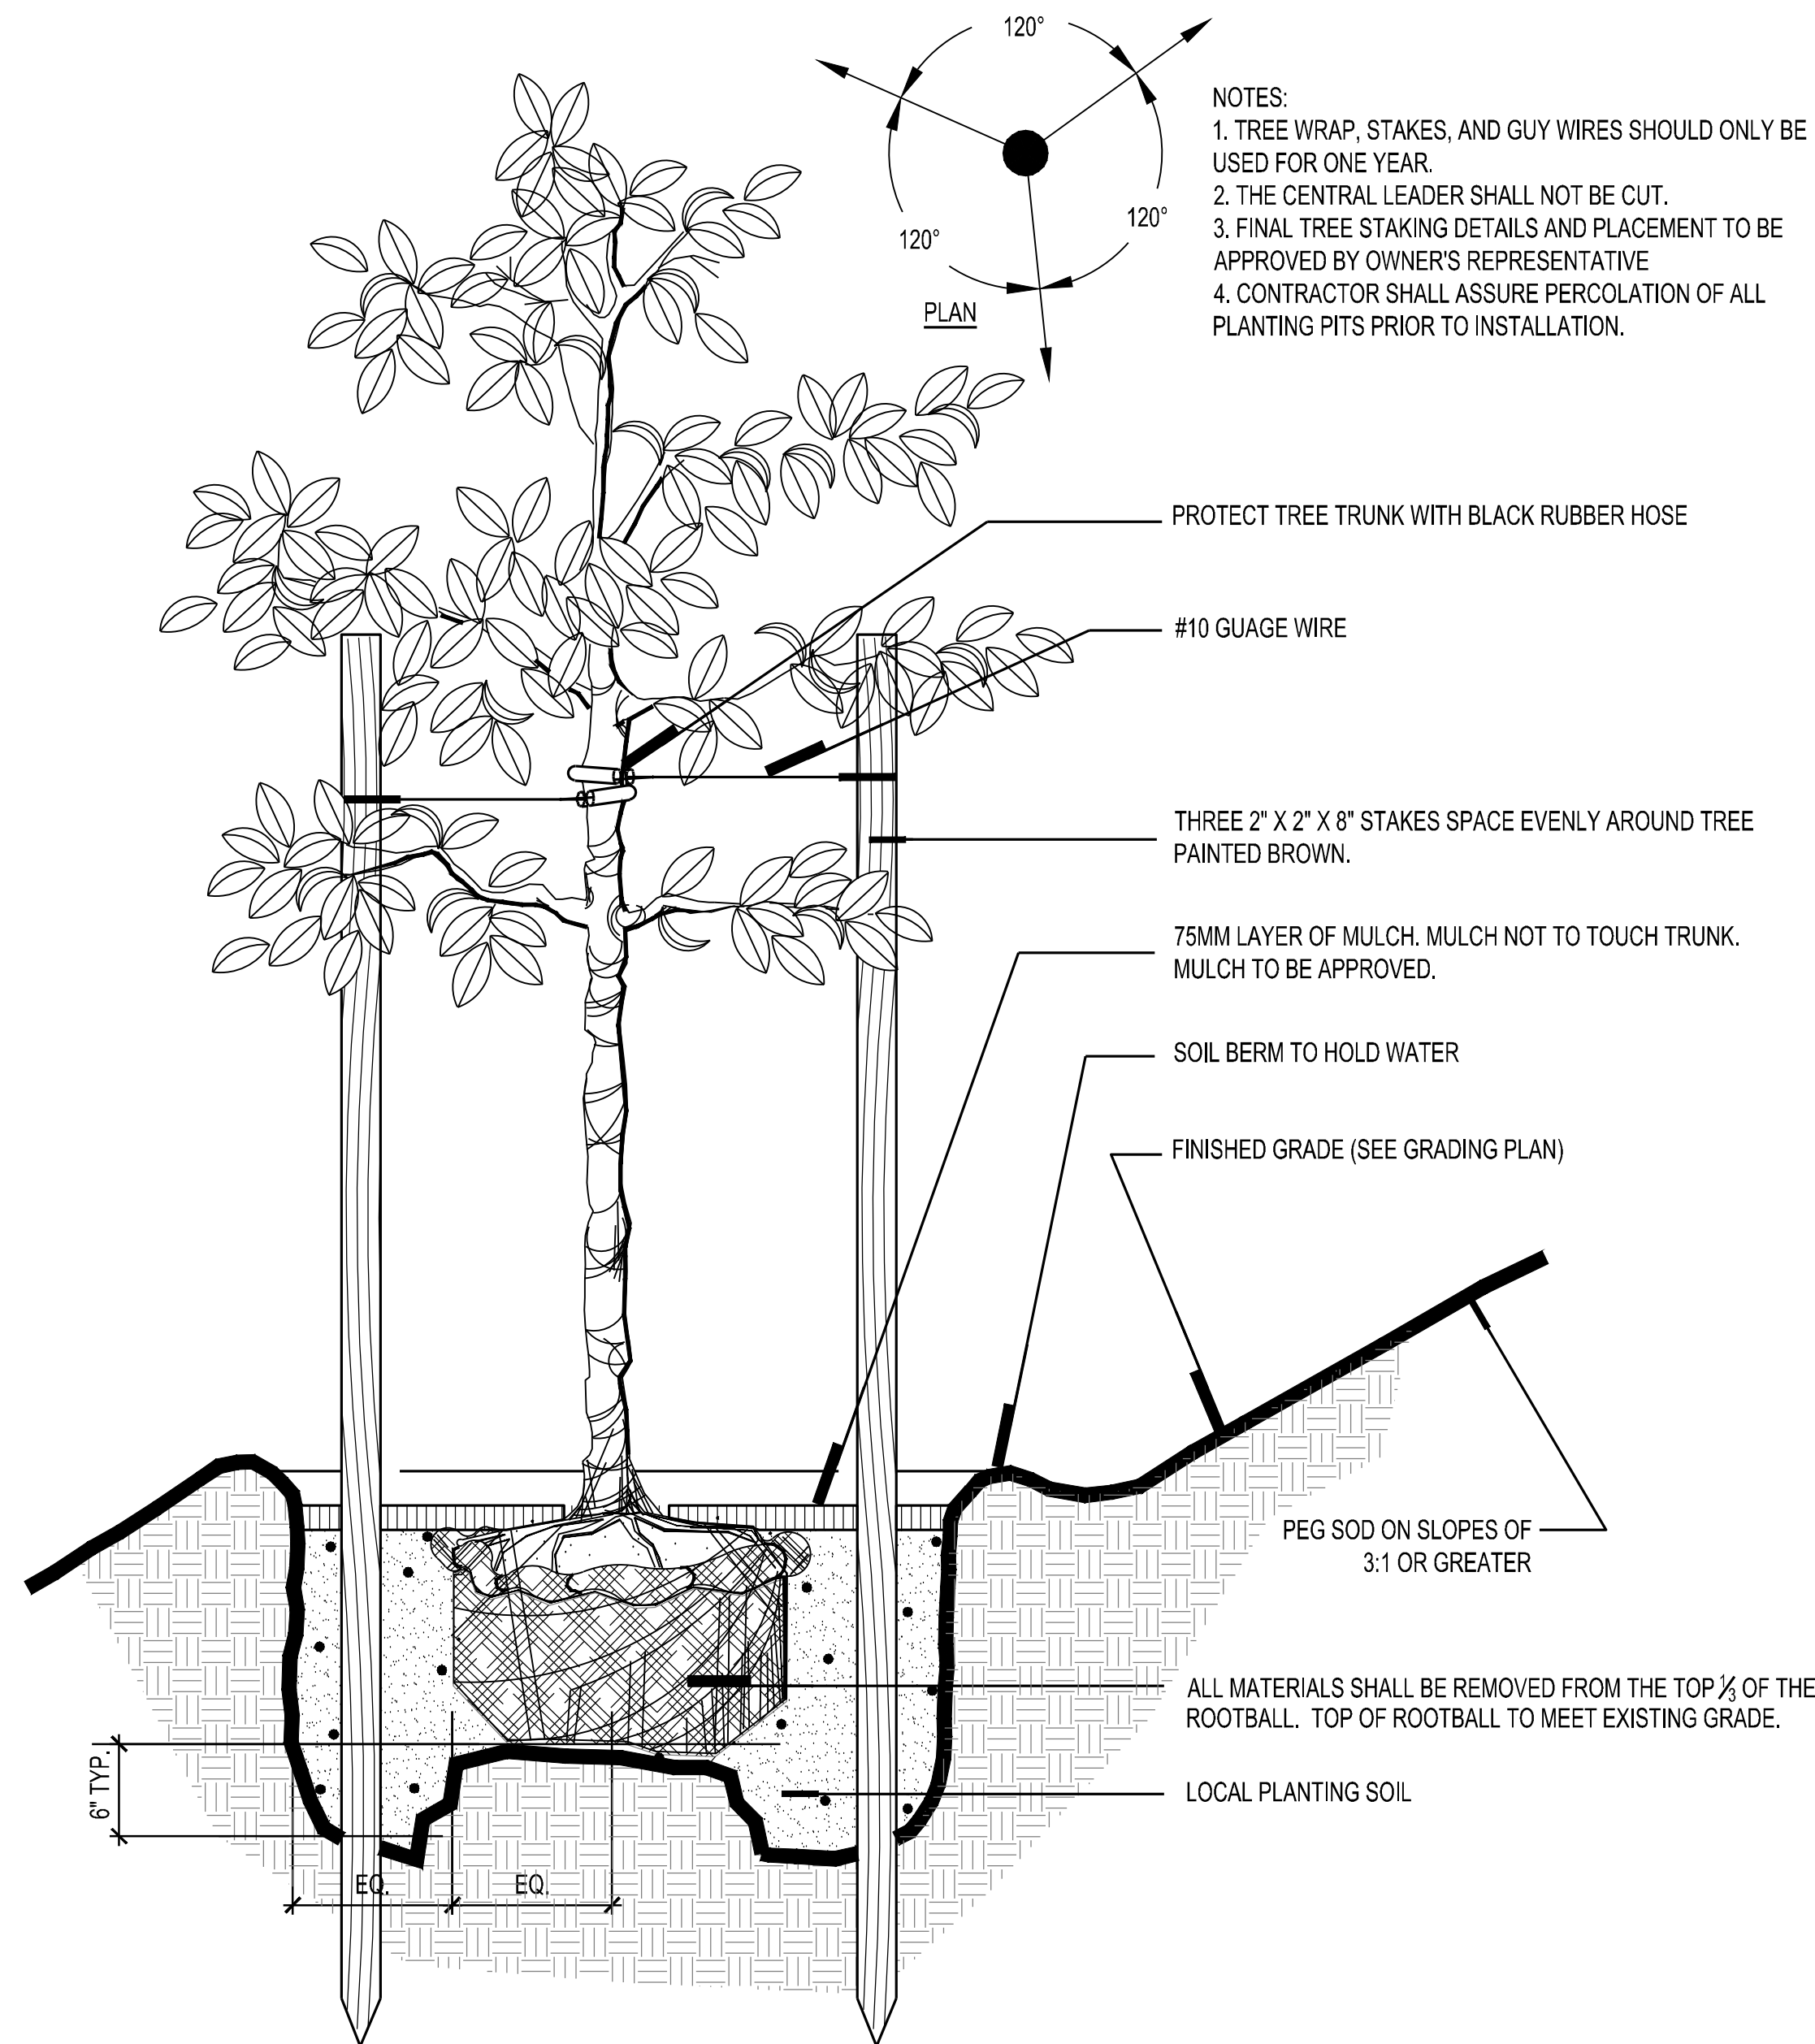 120°
120°
120°
PLAN
NOTES:
1. TREE WRAP, STAKES, AND GUY WIRES SHOULD ONLY BE
USED FOR ONE YEAR.
2. THE CENTRAL LEADER SHALL NOT BE CUT.
3. FINAL TREE STAKING DETAILS AND PLACEMENT TO BE
APPROVED BY OWNER'S REPRESENTATIVE
4. CONTRACTOR SHALL ASSURE PERCOLATION OF ALL
PLANTING PITS PRIOR TO INSTALLATION.
PROTECT TREE TRUNK WITH BLACK RUBBER HOSE
#10 GUAGE WIRE
THREE 2" X 2" X 8" STAKES SPACE EVENLY AROUND TREE
PAINTED BROWN.
75MM LAYER OF MULCH. MULCH NOT TO TOUCH TRUNK.
MULCH TO BE APPROVED.
SOIL BERM TO HOLD WATER
FINISHED GRADE (SEE GRADING PLAN)
PEG SOD ON SLOPES OF
3:1 OR GREATER
ALL MATERIALS SHALL BE REMOVED FROM THE TOP ⅓ OF THE
ROOTBALL. TOP OF ROOTBALL TO MEET EXISTING GRADE.
LOCAL PLANTING SOIL
6" TYP.
EQ.
EQ.